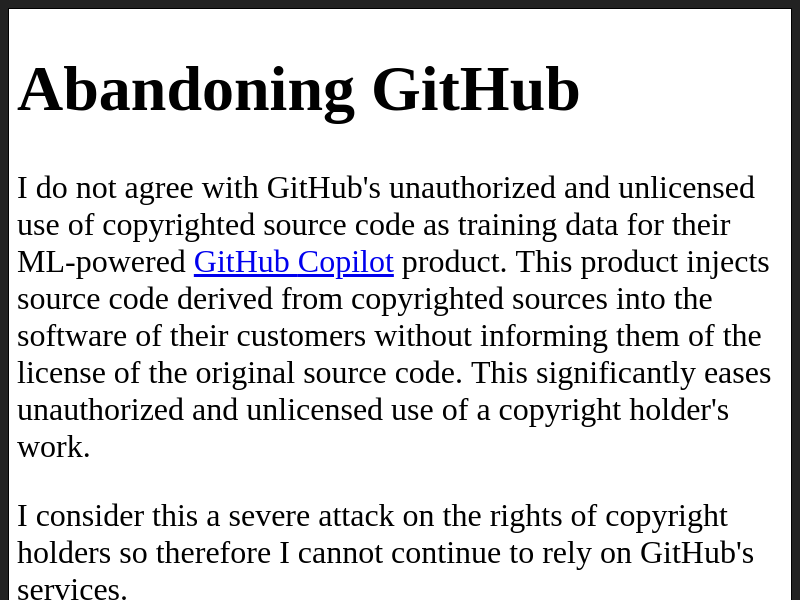 Abandoning GitHub
I do not agree with GitHub's unauthorized and unlicensed
use of copyrighted source code as training data for their
ML-powered GitHub Copilot product. This product injects
source code derived from copyrighted sources into the
software of their customers without informing them of the
license of the original source code. This significantly eases
unauthorized and unlicensed use of a copyright holder's
work.
I consider this a severe attack on the rights of copyright
holders so therefore I cannot continue to rely on GitHub's
services.